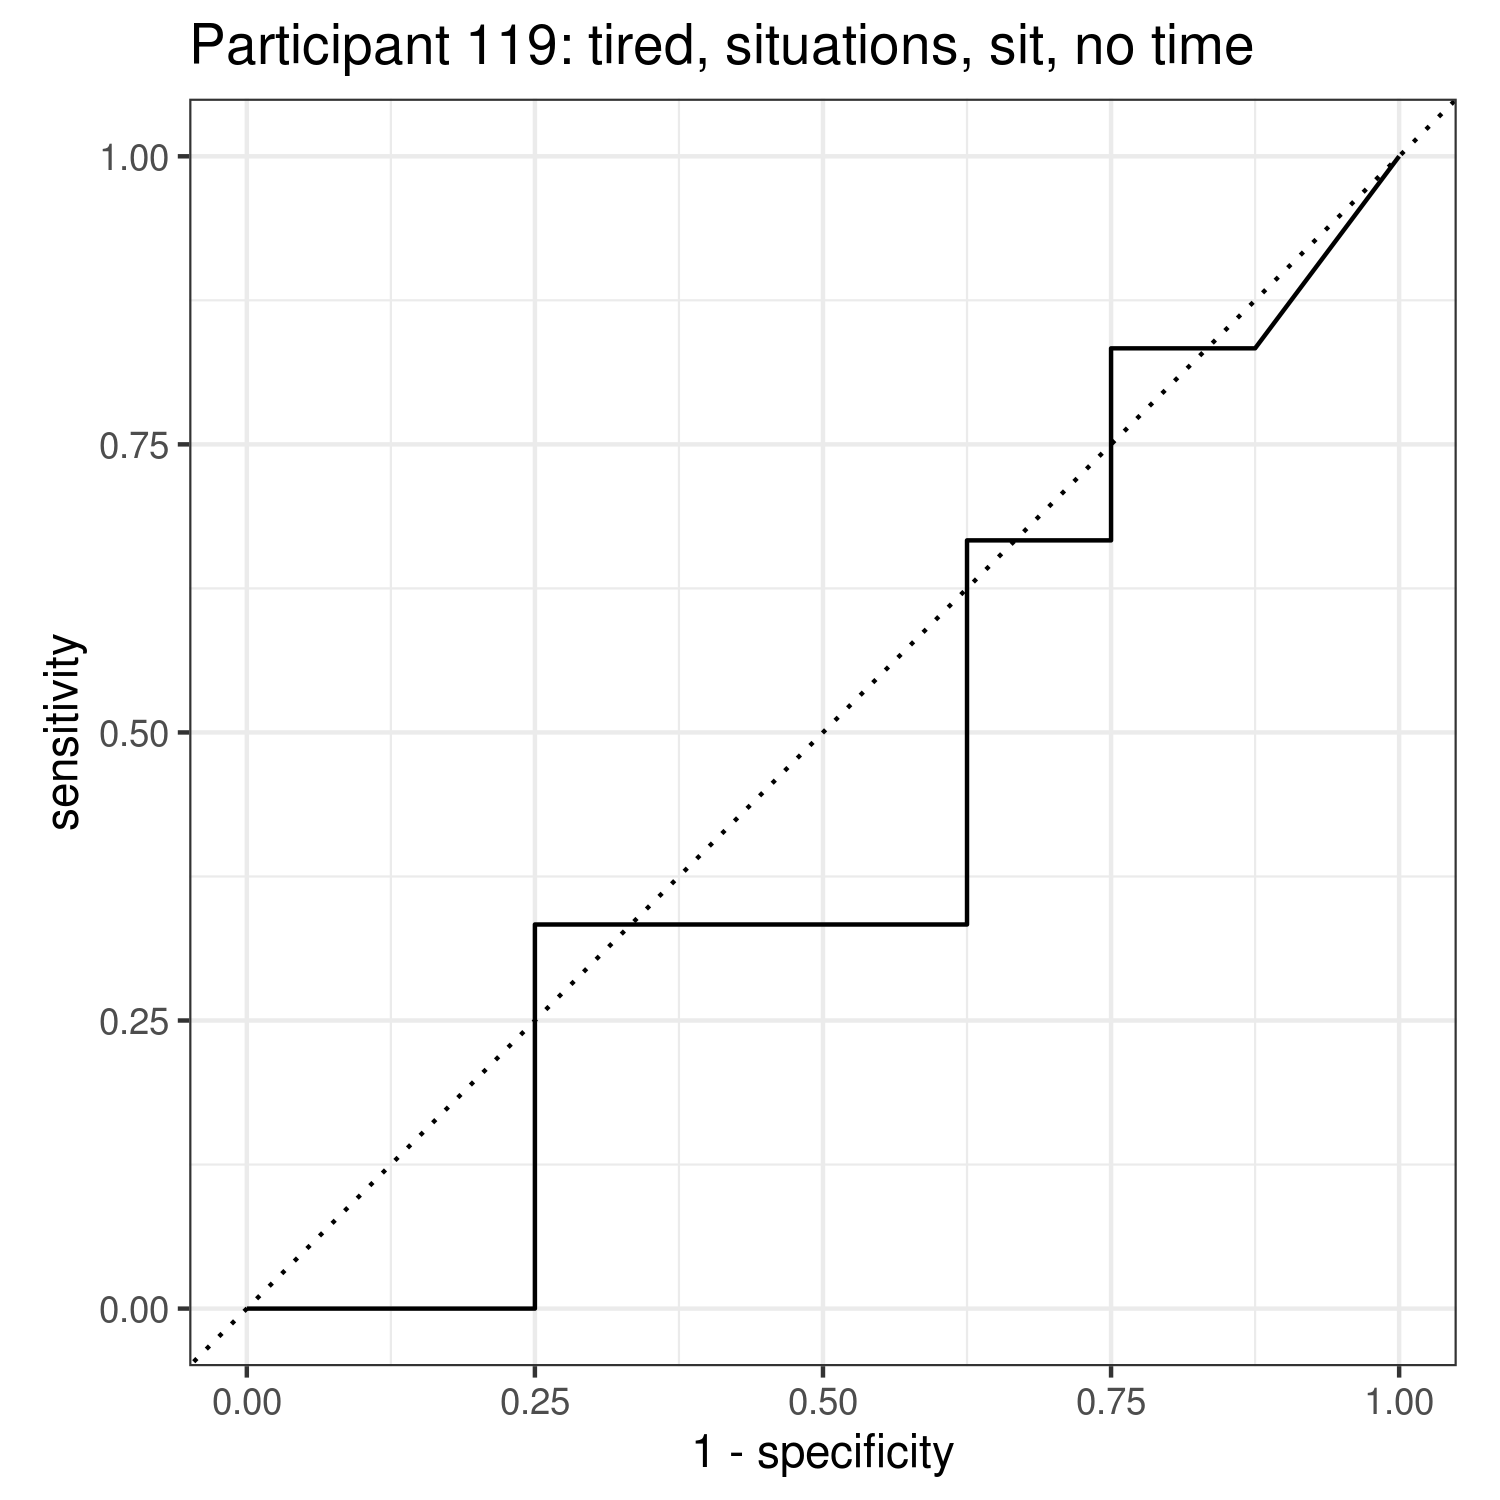 Participant 119: tired, situations, sit, no time
1.00
0.75
0.50
0.25
0.00
sensitivity
0.00 0.25 0.50 0.75 1.00
1 - specificity